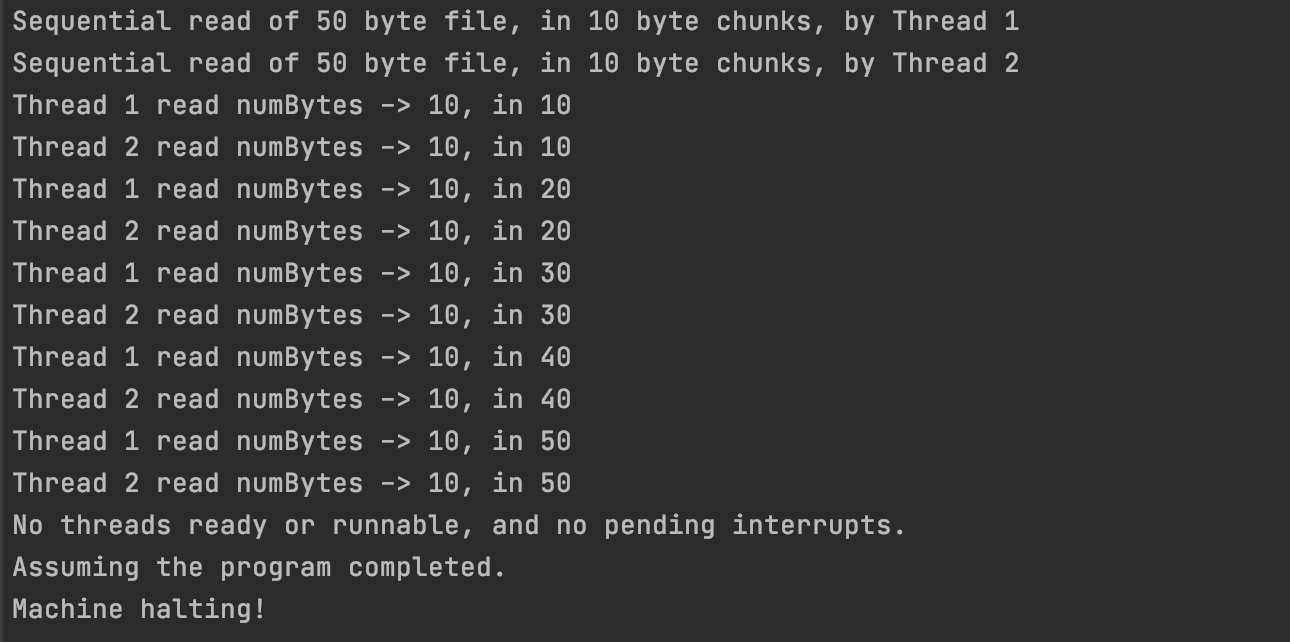 Sequential read of 50 byte file, in 10 byte chunks, by Thread 1
Sequential read of 50 byte file, in 10 byte chunks, by Thread 2
Thread 1 read numBytes -> 10, in 10
Thread 2 read numBytes -> 10, in 10
Thread 1 read numBytes -> 10, in 20
Thread 2 read numBytes -> 10, in 20
Thread 1 read numBytes -> 10, in 30
Thread 2 read numBytes -> 10, in 30
Thread 1 read numBytes -> 10, in 40
Thread 2 read numBytes -> 10, in 40
Thread 1 read numBytes -> 10, in 50
Thread 2 read numBytes -> 10, in 50
No threads ready or runnable, and no pending interrupts.
Assuming the program completed.
Machine halting!